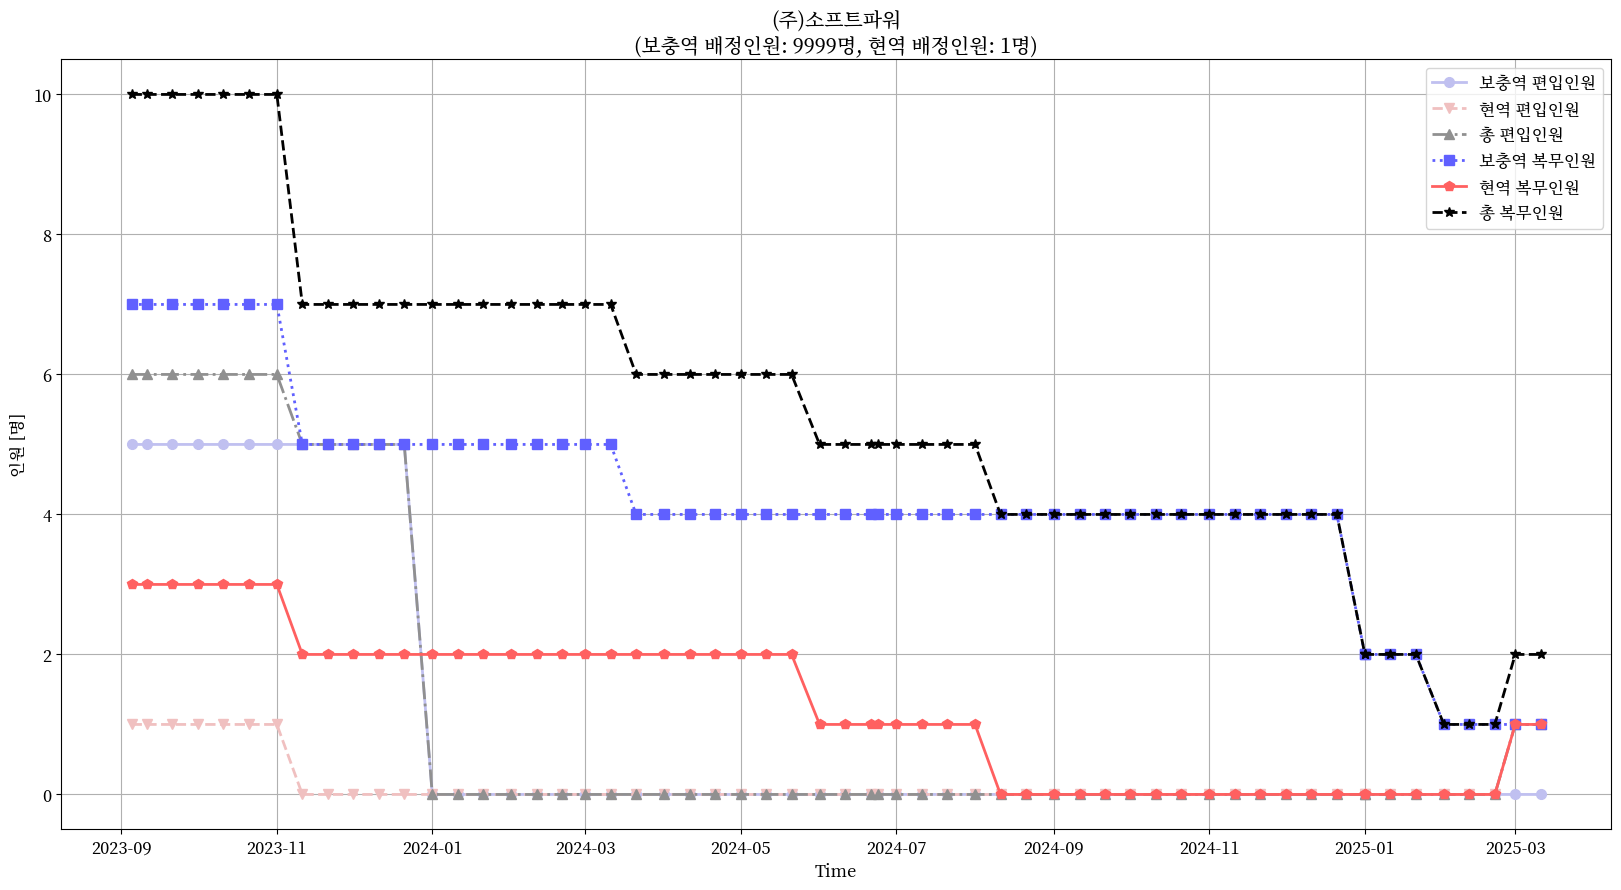 (주)소프트파워
(보충역 배정인원: 9999명, 현역 배정인원: 1명)
보충역 편입인원
현역 편입인원
총 편입인원
보충역 복무인원
현역 복무인원
총 복무인원
인원 [명]
10
8
6
4
2
0
2023-09
2023-11
2024-01
2024-03
2024-05
2024-07
2024-09
2024-11
2025-01
2025-03
Time